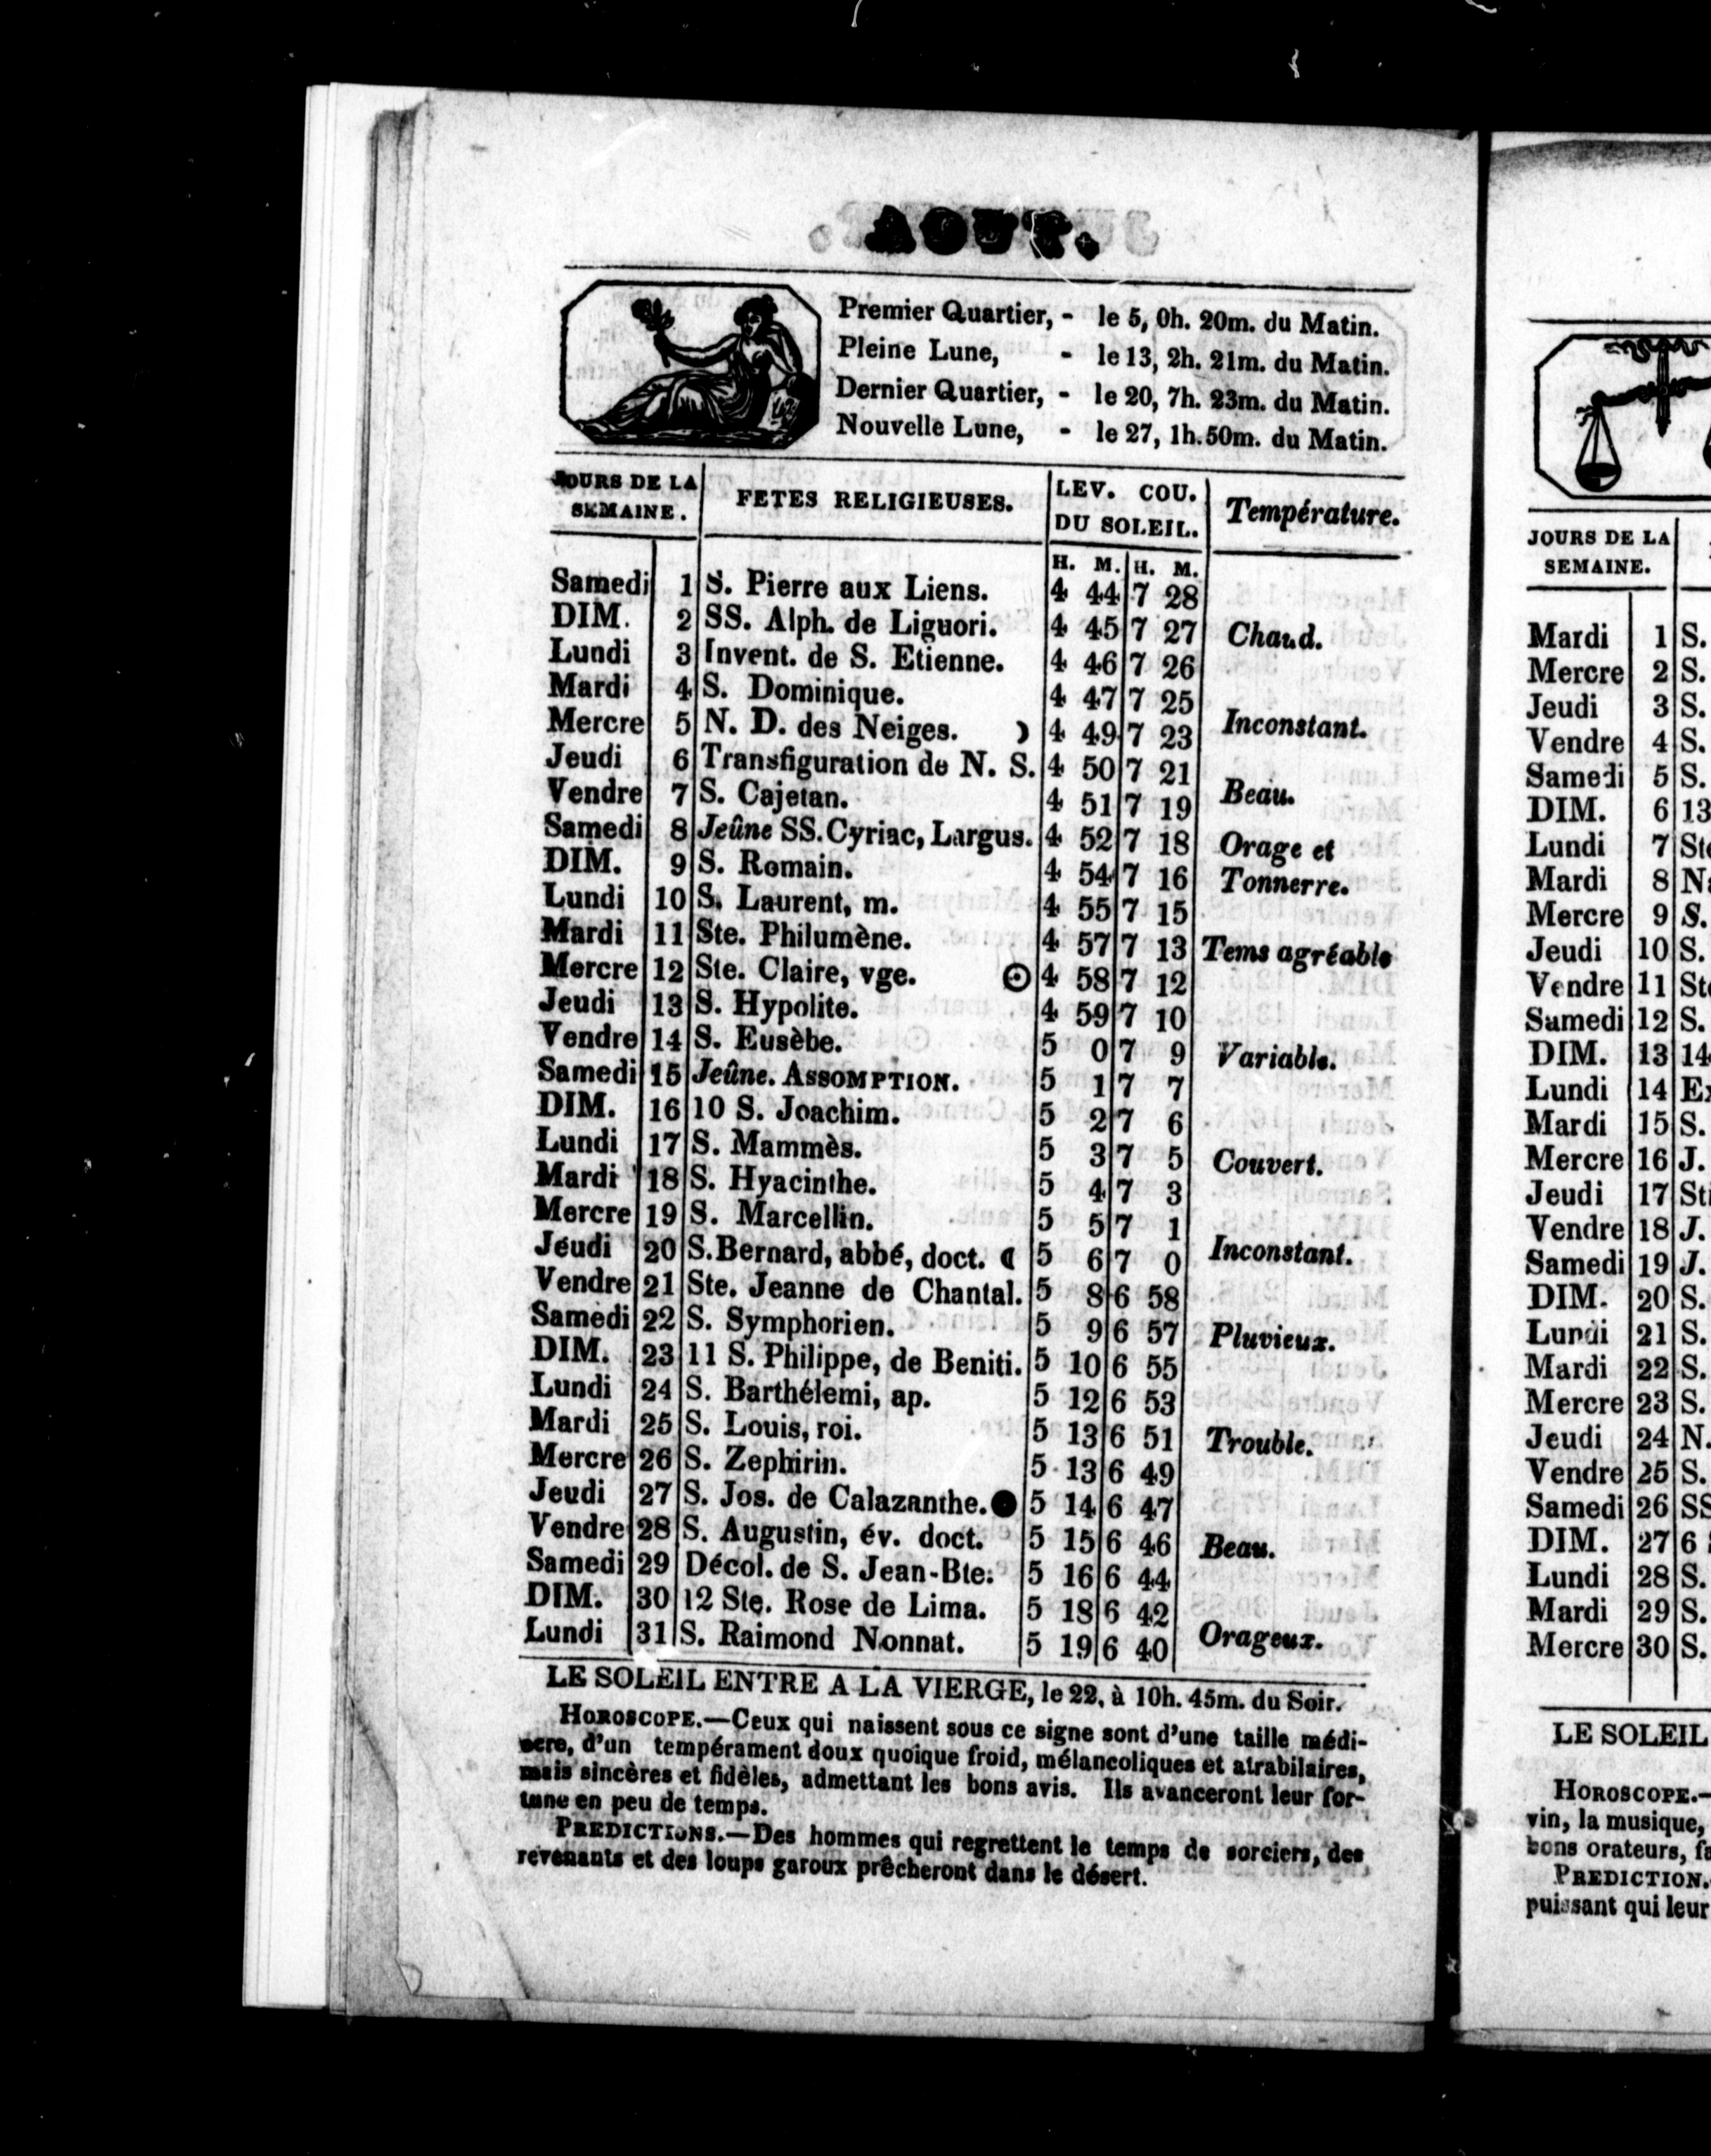 AOUT.
Premier Quartier, - le 5, 0h. 20m. du Matin.
Pleine Lune, - le 13, 2h. 21m. du Matin.
Dernier Quartier, - le 20, 7h. 23m. du Matin.
Nouvelle Lune, - le 27, 1h. 50m. du Matin.
JOURS DE LA SEMAINE. FETES RELIGIEUSES. LEV. COU. DU SOLEIL. Température.
H. M. H. M.
Samedi 1 S. Pierre aux Liens. 4 44 7 28
DIM. 2 SS. Alph. de Liguori. 4 45 7 27 Chaud.
Lundi 3 Invent. de S. Etienne. 4 46 7 26
Mardi 4 S. Dominique. 4 47 7 25
Mercre 5 N. D. des Neiges. ☽ 4 49 7 23 Inconstant.
Jeudi 6 Transfiguration de N. S. 4 50 7 21
Vendre 7 S. Cajetan. 4 51 7 19 Beau.
Samedi 8 Jeûne SS. Cyriac, Largus. 4 52 7 18 Orage et
DIM. 9 S. Romain. 4 54 7 16 Tonnerre.
Lundi 10 S. Laurent, m. 4 55 7 15
Mardi 11 Ste. Philumène. 4 57 7 13 Tems agréable
Mercre 12 Ste. Claire, vge. ☉ 4 58 7 12
Jeudi 13 S. Hypolite. 4 59 7 10
Vendre 14 S. Eusèbe. 5 0 7 9 Variable.
Samedi 15 Jeûne. ASSOMPTION. 5 1 7 7
DIM. 16 10 S. Joachim. 5 2 7 6
Lundi 17 S. Mammès. 5 3 7 5 Couvert.
Mardi 18 S. Hyacinthe. 5 4 7 3
Mercre 19 S. Marcellin. 5 5 7 1
Jeudi 20 S. Bernard, abbé, doct. ☾ 5 6 7 0 Inconstant.
Vendre 21 Ste. Jeanne de Chantal. 5 8 6 58
Samedi 22 S. Symphorien. 5 9 6 57 Pluvieux.
DIM. 23 11 S. Philippe, de Beniti. 5 10 6 55
Lundi 24 S. Barthélemi, ap. 5 12 6 53
Mardi 25 S. Louis, roi. 5 13 6 51 Trouble.
Mercre 26 S. Zephirin. 5 13 6 49
Jeudi 27 S. Jos. de Calazanthe. ● 5 14 6 47
Vendre 28 S. Augustin, év. doct. 5 15 6 46 Beau.
Samedi 29 Décol. de S. Jean-Bte. 5 16 6 44
DIM. 30 12 Ste. Rose de Lima. 5 18 6 42
Lundi 31 S. Raimond Nonnat. 5 19 6 40 Orageux.
LE SOLEIL ENTRE A LA VIERGE, le 22, à 10h. 45m. du Soir.
HOROSCOPE.—Ceux qui naissent sous ce signe sont d'une taille médi-
ocre, d'un tempérament doux quoique froid, mélancoliques et atrabilaires,
mais sincères et fidèles, admettant les bons avis. Ils avanceront leur for-
tune en peu de temps.
PREDICTIONS.—Des hommes qui regrettent le temps de sorciers, des
revenants et des loups garoux prêcheront dans le désert.
JOURS DE LA
SEMAINE.
Mardi 1 S.
Mercre 2 S.
Jeudi 3 S.
Vendre 4 S.
Samedi 5 S.
DIM. 6 13
Lundi 7 Ste
Mardi 8 Na
Mercre 9 S.
Jeudi 10 S.
Vendre 11 Ste
Samedi 12 S.
DIM. 13 14
Lundi 14 Ex
Mardi 15 S.
Mercre 16 J.
Jeudi 17 Sti
Vendre 18 J.
Samedi 19 J.
DIM. 20 S.
Lundi 21 S.
Mardi 22 S.
Mercre 23 S.
Jeudi 24 N.
Vendre 25 S.
Samedi 26 SS
DIM. 27 6
Lundi 28 S.
Mardi 29 S.
Mercre 30 S.
LE SOLEIL
HOROSCOPE.—
vin, la musique,
bons orateurs, fa
PREDICTION.
puissant qui leur